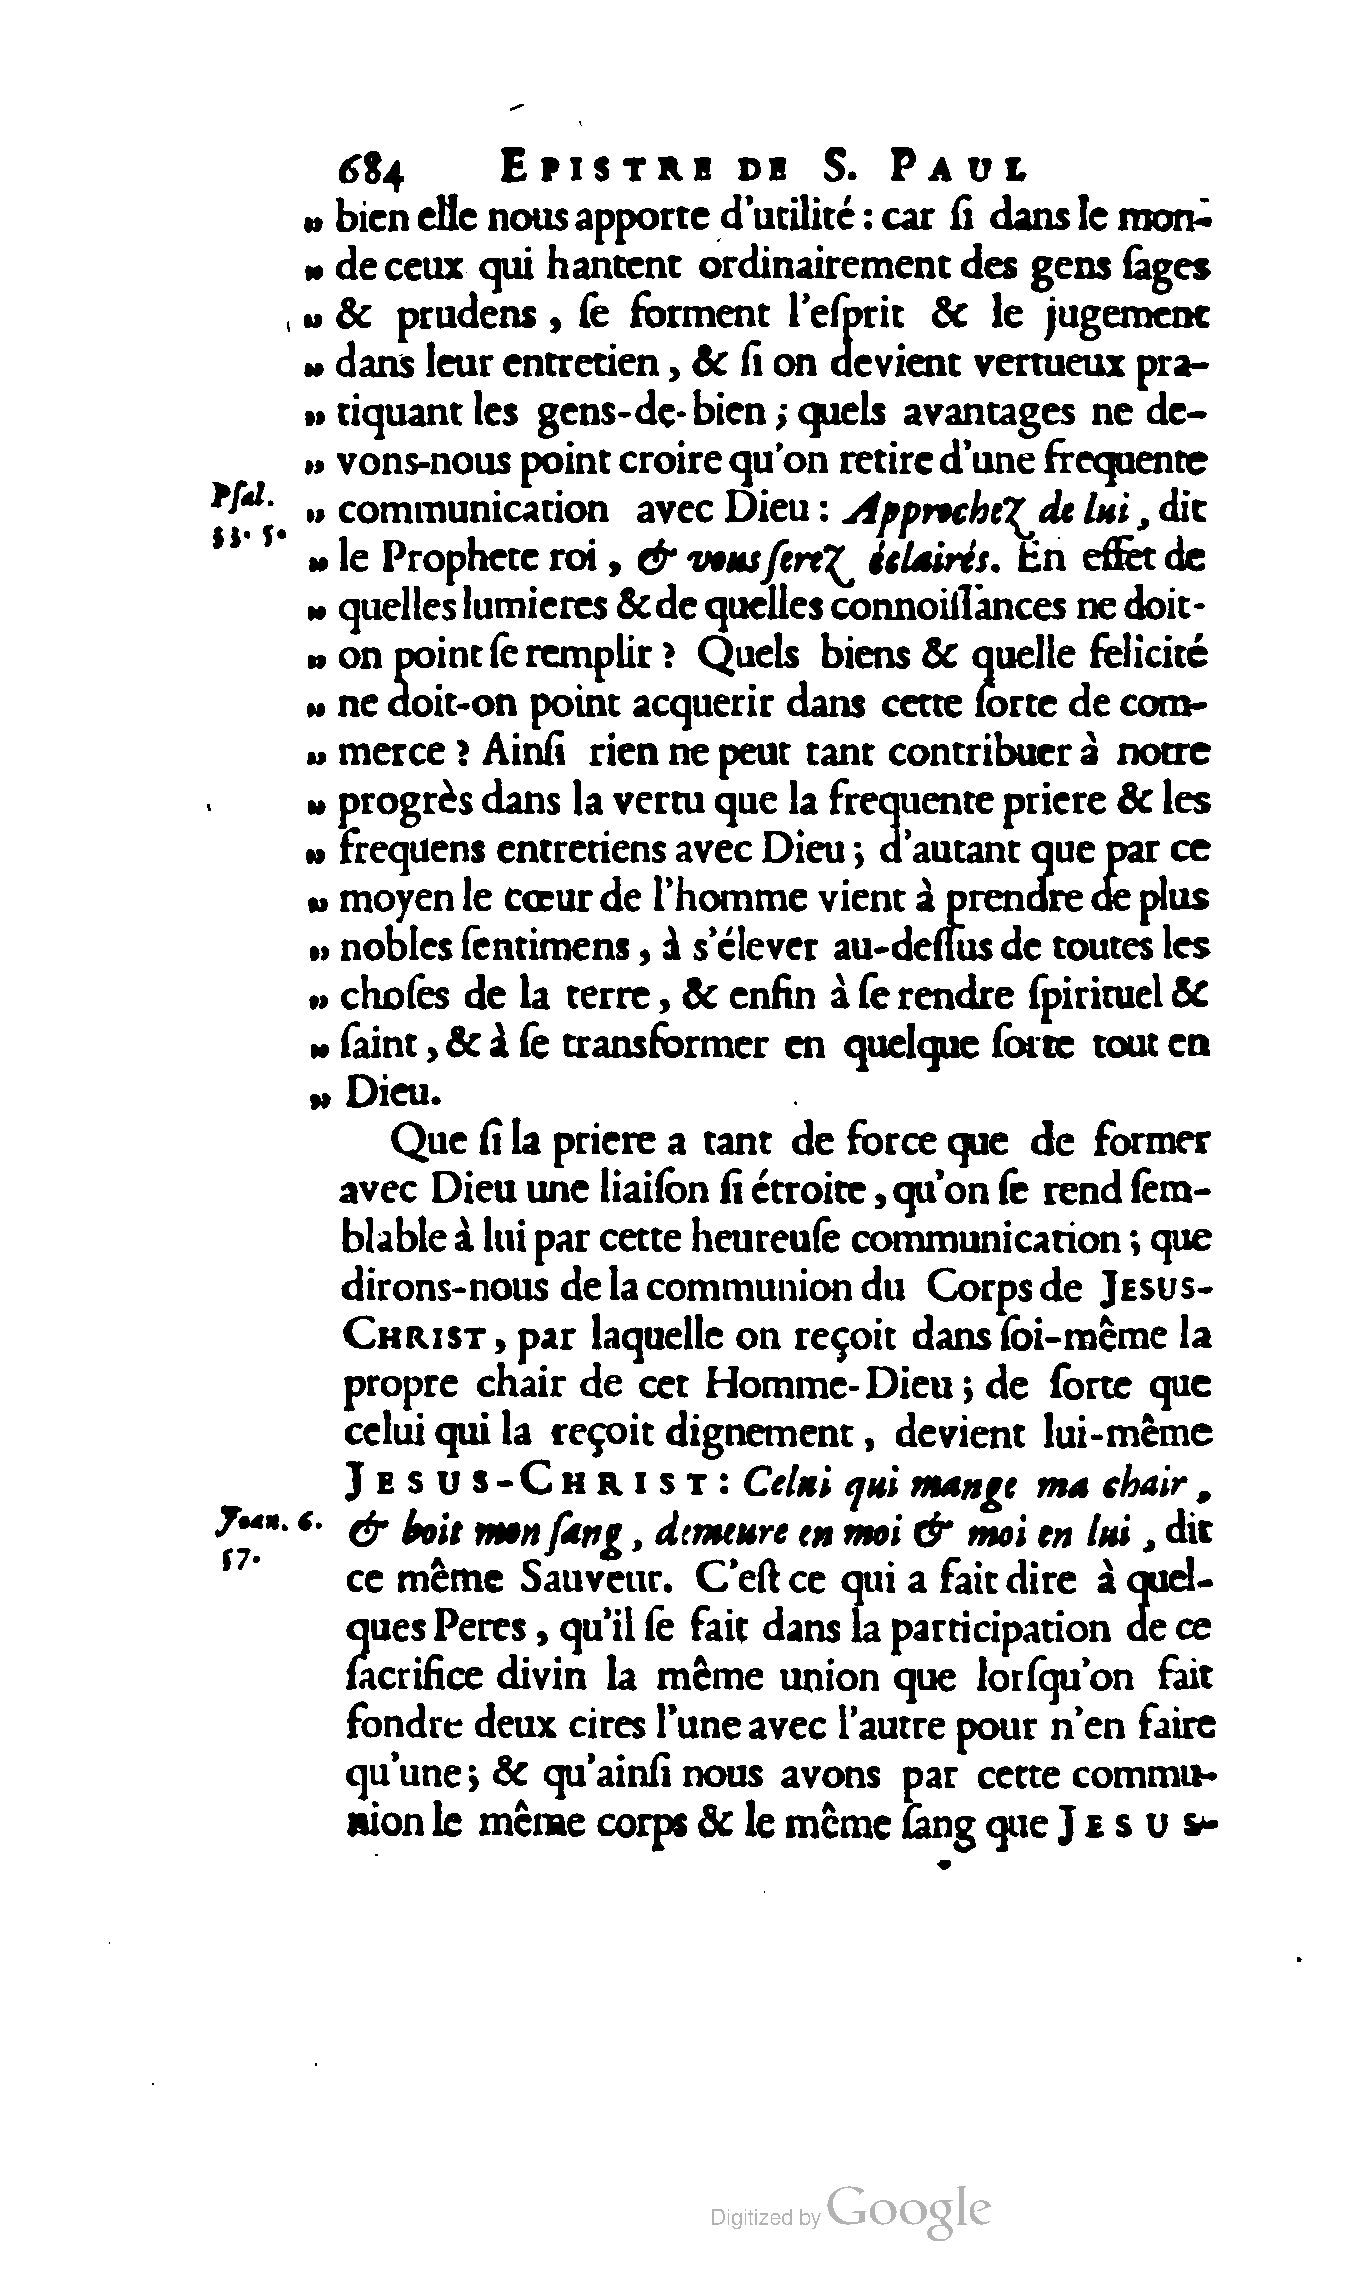 684 EPISTRE DE S. PAUL
„ bien elle nous apporte d'utilité : car ſi dans le mon-
„ de ceux qui hantent ordinairement des gens ſages
„ & prudens , ſe forment l'eſprit & le jugement
„ dans leur entretien , & ſi on devient vertueux pra-
„ tiquant les gens-de-bien ; quels avantages ne de-
„ vons-nous point croire qu'on retire d'une frequente
Pſal.
„ communication avec Dieu : Approchez de lui , dit
33. 5.
„ le Prophete roi , & vous ſerez éclairés. En effet de
„ quelles lumieres & de quelles connoiſſances ne doit-
„ on point ſe remplir ? Quels biens & quelle felicité
„ ne doit-on point acquerir dans cette ſorte de com-
„ merce ? Ainſi rien ne peut tant contribuer à notre
„ progrès dans la vertu que la frequente priere & les
„ frequens entretiens avec Dieu ; d'autant que par ce
„ moyen le cœur de l'homme vient à prendre de plus
„ nobles ſentimens , à s'élever au-deſſus de toutes les
„ choſes de la terre , & enfin à ſe rendre ſpirituel &
„ ſaint , & à ſe transformer en quelque ſorte tout en
„ Dieu.
Que ſi la priere a tant de force que de former
avec Dieu une liaiſon ſi étroite , qu'on ſe rend ſem-
blable à lui par cette heureuſe communication ; que
dirons-nous de la communion du Corps de JESUS-
CHRIST , par laquelle on reçoit dans ſoi-même la
propre chair de cet Homme-Dieu ; de ſorte que
celui qui la reçoit dignement , devient lui-même
JESUS-CHRIST : Celui qui mange ma chair ,
Joan. 6.
& boit mon ſang , demeure en moi & moi en lui , dit
57.
ce même Sauveur. C'eſt ce qui a fait dire à quel-
ques Peres , qu'il ſe fait dans la participation de ce
ſacrifice divin la même union que lorſqu'on fait
fondre deux cires l'une avec l'autre pour n'en faire
qu'une ; & qu'ainſi nous avons par cette commu-
nion le même corps & le même ſang que JESUS-
Digitized by Google